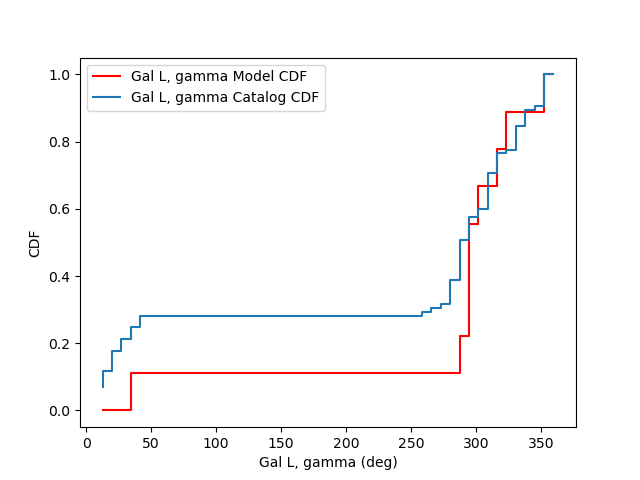 Gal L, gamma Model CDF
Gal L, gamma Catalog CDF
1.0
0.8
0.6
0.4
0.2
0.0
CDF
0 50 100 150 200 250 300 350
Gal L, gamma (deg)